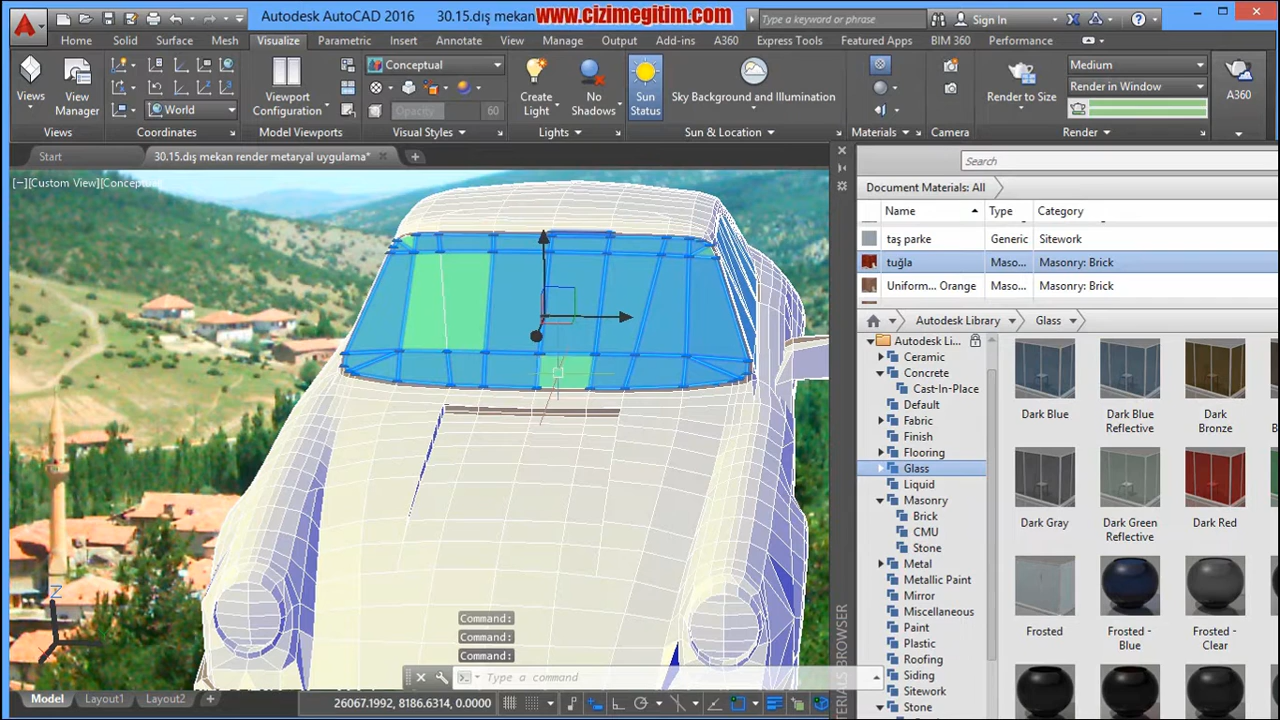 Autodesk AutoCAD 2016
30.15.dış mekan
www.cizimegitim.com
Type a keyword or phrase
Sign In
Home Solid Surface Mesh Visualize Parametric Insert Annotate View Manage Output Add-ins A360 Express Tools Featured Apps BIM 360 Performance
Views
View Manager
World
Viewport Configuration
Conceptual
Opacity 60
Create Light
No Shadows
Sun Status
Sky Background and Illumination
Render to Size
Medium
Render in Window
A360
Views Coordinates Model Viewports Visual Styles Lights Sun & Location Materials Camera Render
Start
30.15.dış mekan render metaryal uygulama*
[−][Custom View][Conceptual
Search
Document Materials: All
Name Type Category
taş parke Generic Sitework
tuğla Maso... Masonry: Brick
Uniform... Orange Maso... Masonry: Brick
Autodesk Library Glass
Autodesk Li...
Ceramic
Concrete
Cast-In-Place
Default
Fabric
Finish
Flooring
Glass
Liquid
Masonry
Brick
CMU
Stone
Metal
Metallic Paint
Mirror
Miscellaneous
Paint
Plastic
Roofing
Siding
Sitework
Stone
Dark Blue
Dark Blue Reflective
Dark Bronze
Dark Gray
Dark Green Reflective
Dark Red
Frosted
Frosted - Blue
Frosted - Clear
Z
Command:
Command:
Command:
Type a command
Model Layout1 Layout2
26067.1992, 8186.6314, 0.0000